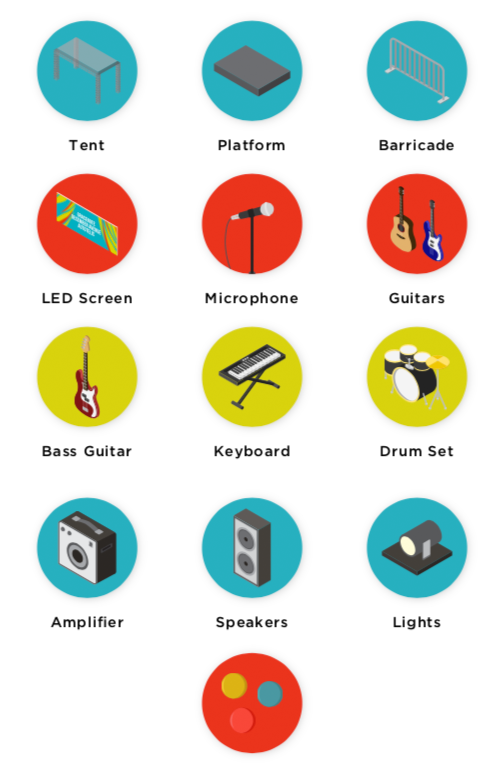 Tent
Platform
Barricade
LED Screen
Microphone
Guitars
Bass Guitar
Keyboard
Drum Set
Amplifier
Speakers
Lights